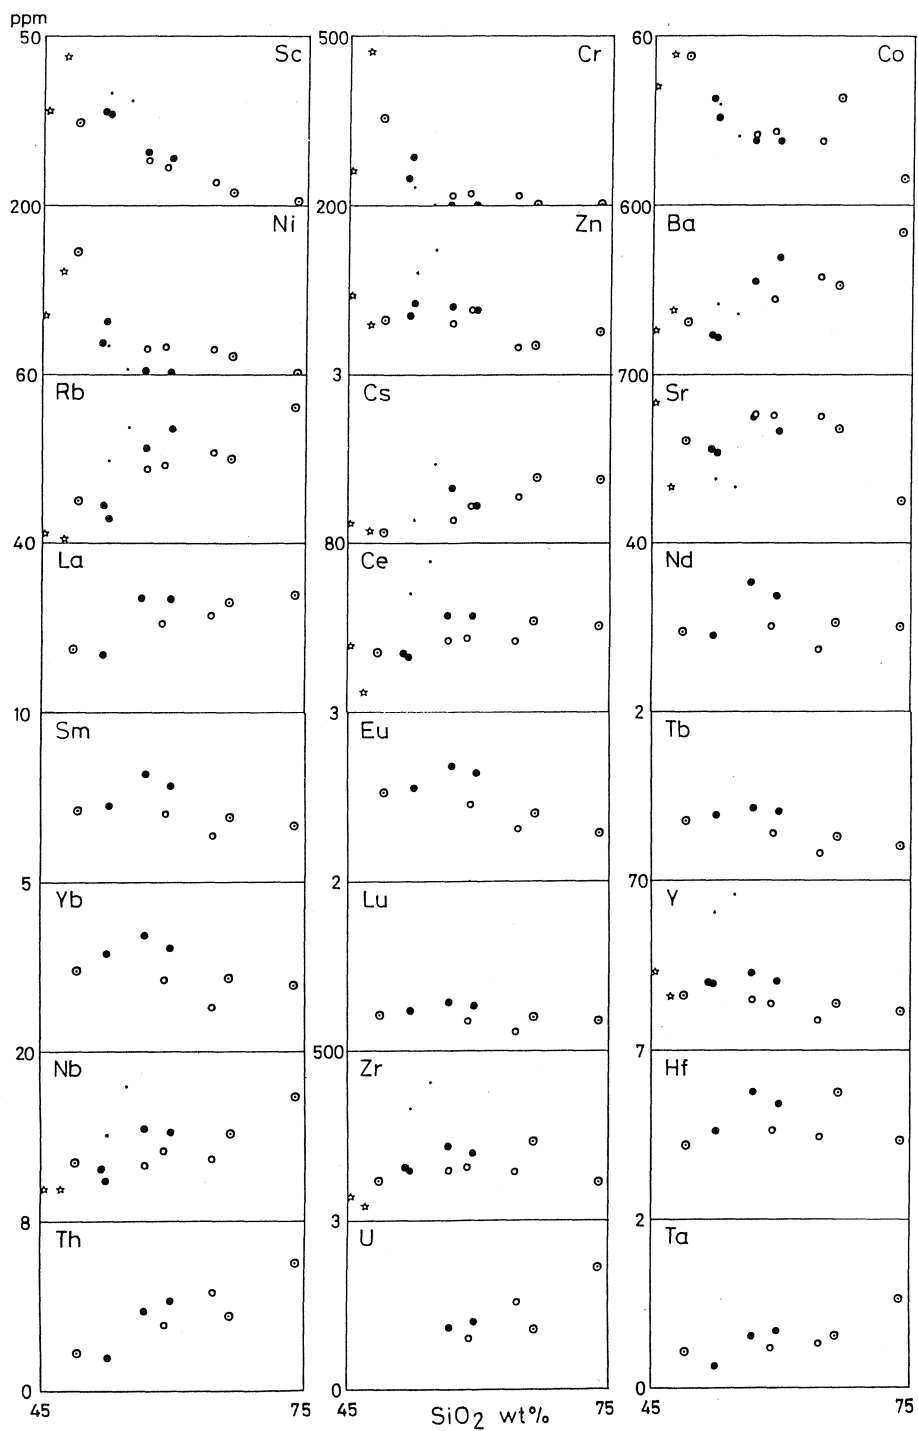 ppm
50 Sc 500 Cr 60 Co
200 Ni 200 Zn 600 Ba
60 Rb 3 Cs 700 Sr
40 La 80 Ce 40 Nd
10 Sm 3 Eu 2 Tb
5 Yb 2 Lu 70 Y
20 Nb 500 Zr 7 Hf
8 Th 3 U 2 Ta
0 0 0
45 75 45 75 45 75
SiO2 wt%